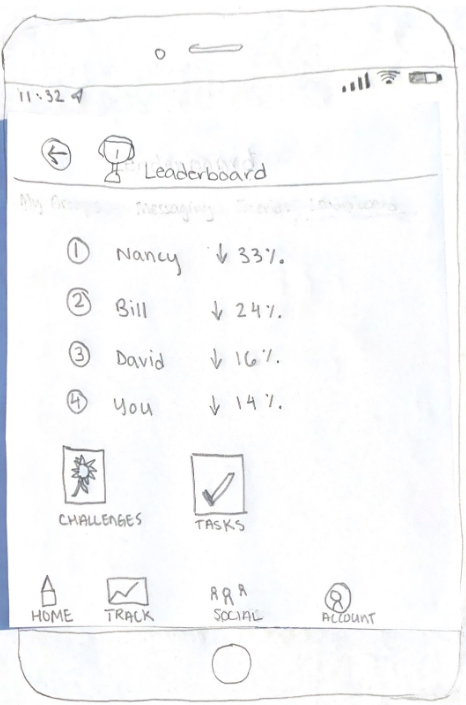 11:32
1
Leaderboard
My Groups Messaging Friends Leaderboard
① Nancy ↓ 33%.
② Bill ↓ 24%.
③ David ↓ 16%.
④ You ↓ 14%.
CHALLENGES TASKS
HOME TRACK SOCIAL ACCOUNT